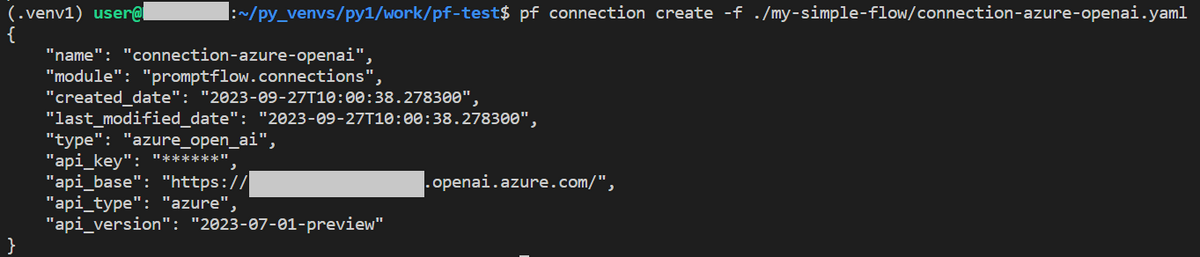 (.venv1) user@ :~/py_venvs/py1/work/pf-test$ pf connection create -f ./my-simple-flow/connection-azure-openai.yaml
{
    "name": "connection-azure-openai",
    "module": "promptflow.connections",
    "created_date": "2023-09-27T10:00:38.278300",
    "last_modified_date": "2023-09-27T10:00:38.278300",
    "type": "azure_open_ai",
    "api_key": "******",
    "api_base": "https:// .openai.azure.com/",
    "api_type": "azure",
    "api_version": "2023-07-01-preview"
}